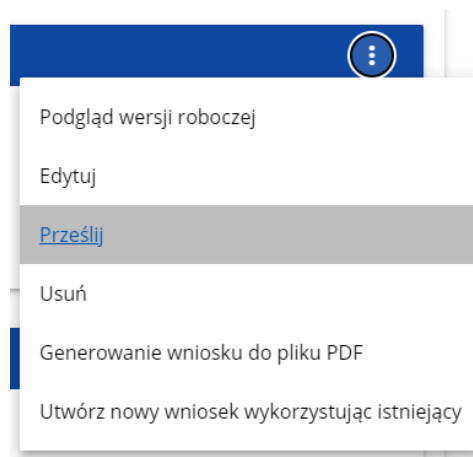 Podgląd wersji roboczej
Edytuj
Prześlij
Usuń
Generowanie wniosku do pliku PDF
Utwórz nowy wniosek wykorzystując istniejący